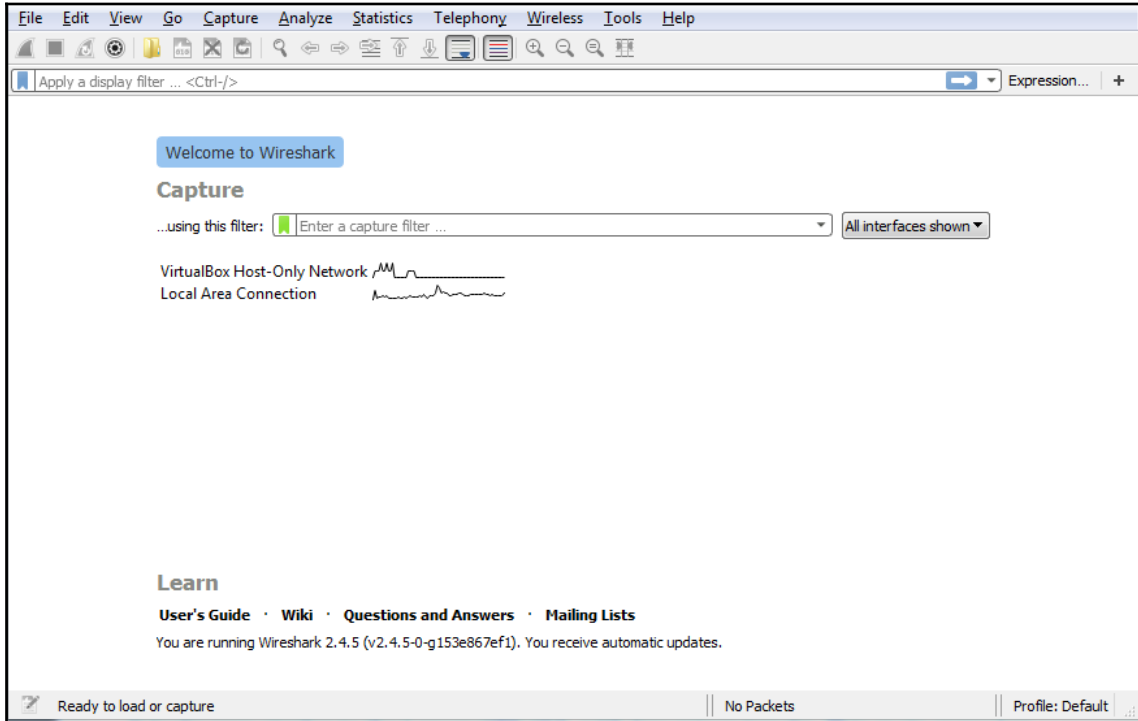 File Edit View Go Capture Analyze Statistics Telephony Wireless Tools Help
Apply a display filter ... <Ctrl-/> Expression... +
Welcome to Wireshark
Capture
...using this filter: Enter a capture filter ... All interfaces shown
VirtualBox Host-Only Network
Local Area Connection
Learn
User's Guide · Wiki · Questions and Answers · Mailing Lists
You are running Wireshark 2.4.5 (v2.4.5-0-g153e867ef1). You receive automatic updates.
Ready to load or capture No Packets Profile: Default